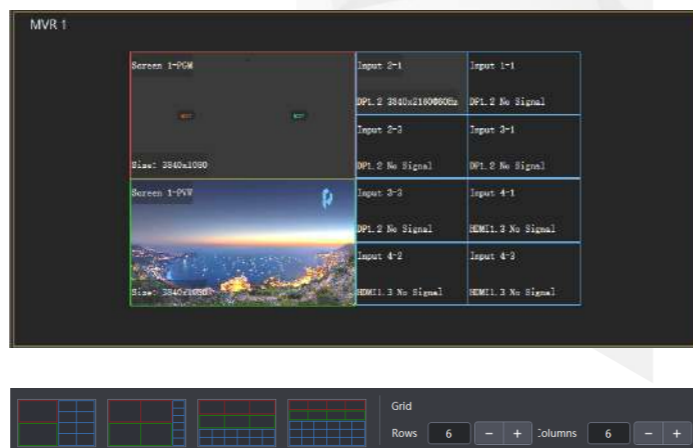 MVR 1
Screen 1-PGM
Size: 3840x1080
Screen 1-PVW
Size: 3840x1080
Input 2-1
DP1.2 3840x2160@60Hz
Input 1-1
DP1.2 No Signal
Input 2-3
DP1.2 No Signal
Input 3-1
DP1.2 No Signal
Input 3-3
DP1.2 No Signal
Input 4-1
HDMI1.3 No Signal
Input 4-2
HDMI1.3 No Signal
Input 4-3
HDMI1.3 No Signal
Grid
Rows 6 - + Columns 6 - +